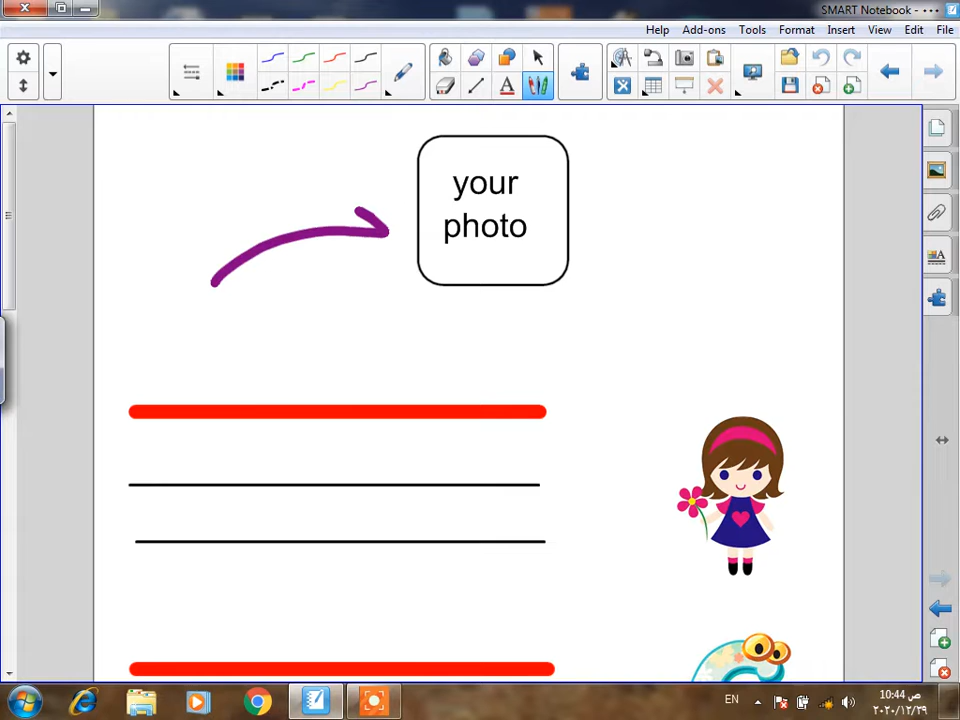 SMART Notebook - •••
Help Add-ons Tools Format Insert View Edit File
your
photo
EN
10:44 ص
٢٠٢٠/١٢/٢٩